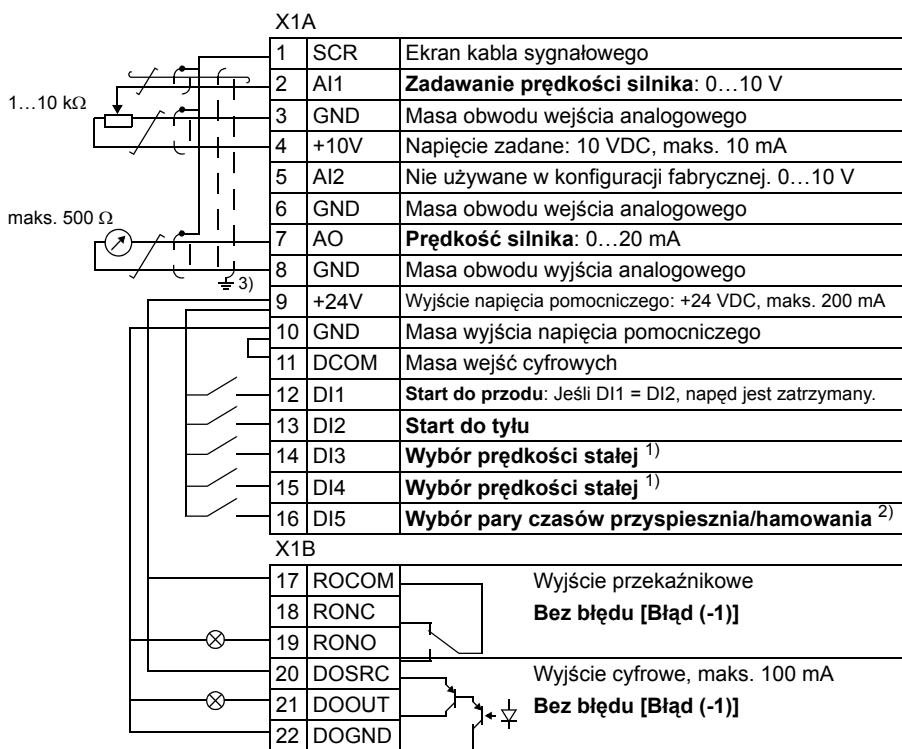 X1A
1 SCR Ekran kabla sygnałowego
2 AI1 Zadawanie prędkości silnika: 0…10 V
1…10 kΩ
3 GND Masa obwodu wejścia analogowego
4 +10V Napięcie zadane: 10 VDC, maks. 10 mA
5 AI2 Nie używane w konfiguracji fabrycznej. 0…10 V
6 GND Masa obwodu wejścia analogowego
maks. 500 Ω
7 AO Prędkość silnika: 0…20 mA
8 GND Masa obwodu wyjścia analogowego
3)
9 +24V Wyjście napięcia pomocniczego: +24 VDC, maks. 200 mA
10 GND Masa wyjścia napięcia pomocniczego
11 DCOM Masa wejść cyfrowych
12 DI1 Start do przodu: Jeśli DI1 = DI2, napęd jest zatrzymany.
13 DI2 Start do tyłu
14 DI3 Wybór prędkości stałej 1)
15 DI4 Wybór prędkości stałej 1)
16 DI5 Wybór pary czasów przyspiesznia/hamowania 2)
X1B
17 ROCOM Wyjście przekaźnikowe
18 RONC Bez błędu [Błąd (-1)]
19 RONO
20 DOSRC Wyjście cyfrowe, maks. 100 mA
21 DOOUT Bez błędu [Błąd (-1)]
22 DOGND